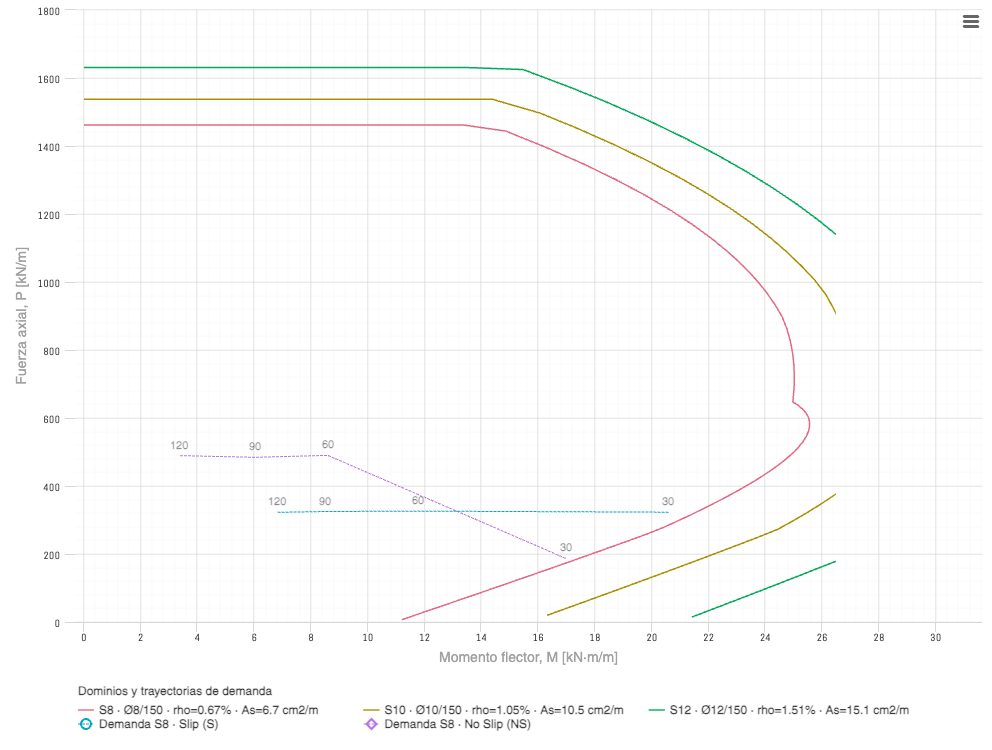 1800
1600
1400
1200
1000
800
600
400
200
0
Fuerza axial, P [kN/m]
120 90 60
120 90 60 30
30
0 2 4 6 8 10 12 14 16 18 20 22 24 26 28 30
Momento flector, M [kN·m/m]
Dominios y trayectorias de demanda
S8 · Ø8/150 · rho=0.67% · As=6.7 cm2/m S10 · Ø10/150 · rho=1.05% · As=10.5 cm2/m S12 · Ø12/150 · rho=1.51% · As=15.1 cm2/m
Demanda S8 · Slip (S) Demanda S8 · No Slip (NS)